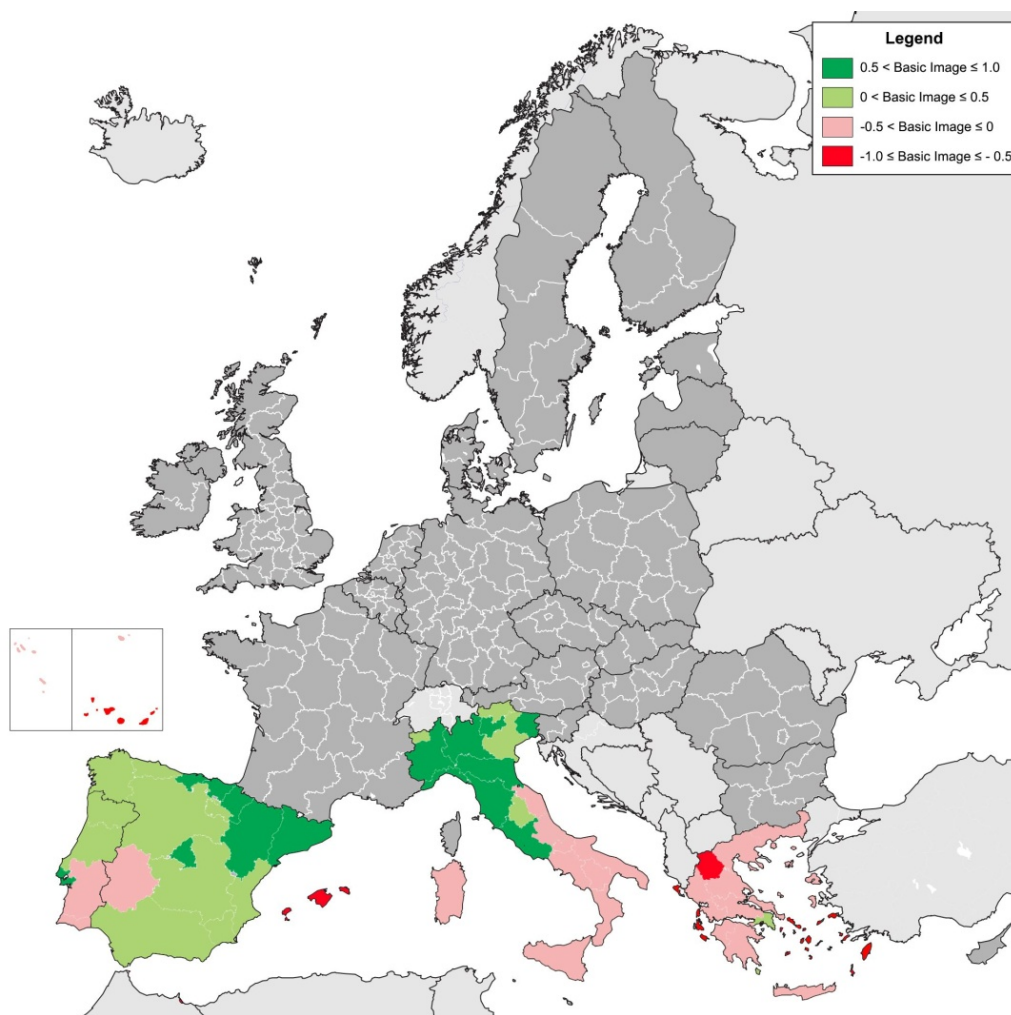 Legend
0.5 < Basic Image ≤ 1.0
0 < Basic Image ≤ 0.5
-0.5 < Basic Image ≤ 0
-1.0 ≤ Basic Image ≤ - 0.5